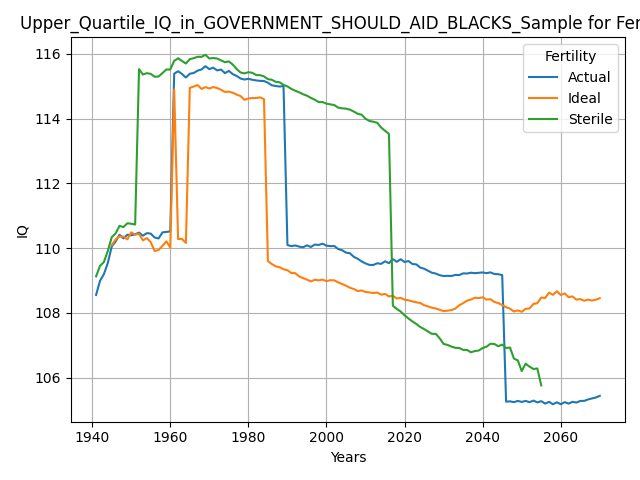 Upper_Quartile_IQ_in_GOVERNMENT_SHOULD_AID_BLACKS_Sample for Fer
116
114
112
110
108
106
IQ
Fertility
Actual
Ideal
Sterile
1940 1960 1980 2000 2020 2040 2060
Years